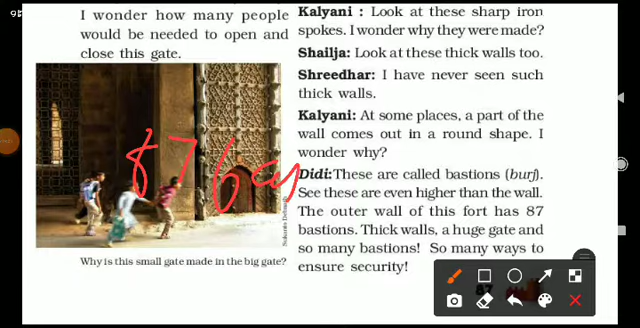 I wonder how many people
would be needed to open and
close this gate.
Why is this small gate made in the big gate?
Kalyani : Look at these sharp iron
spokes. I wonder why they were made?
Shailja: Look at these thick walls too.
Shreedhar: I have never seen such
thick walls.
Kalyani: At some places, a part of the
wall comes out in a round shape. I
wonder why?
Didi: These are called bastions (burj).
See these are even higher than the wall.
The outer wall of this fort has 87
bastions. Thick walls, a huge gate and
so many bastions! So many ways to
ensure security!
87